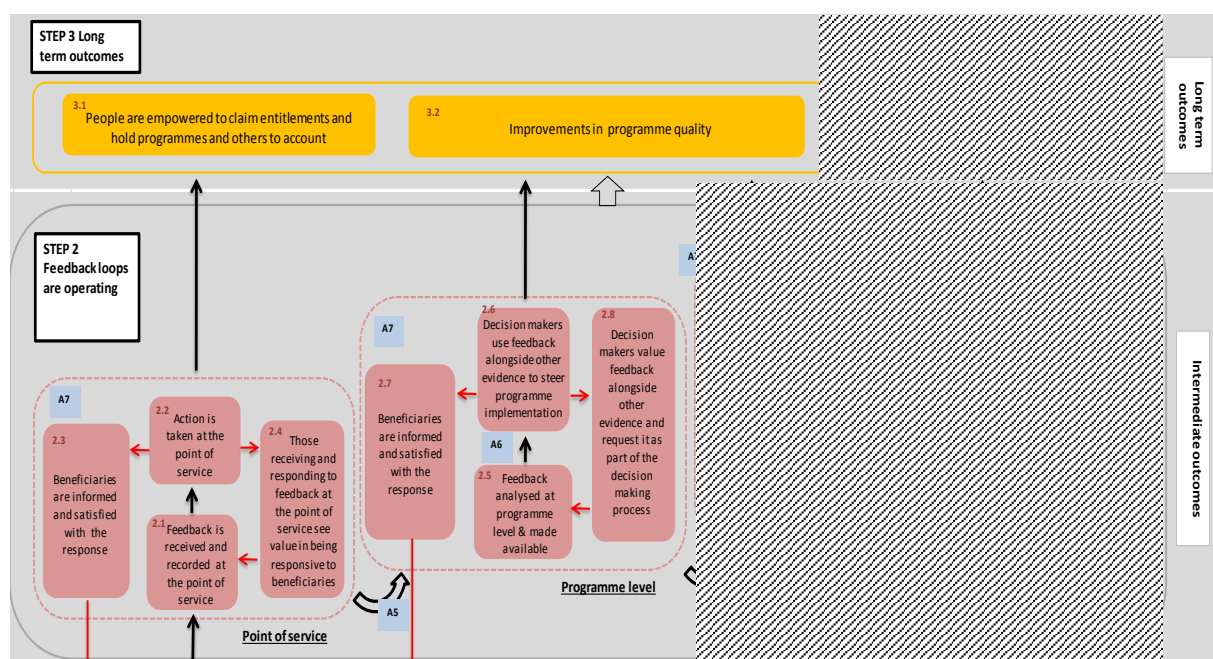 STEP 3 Long
term outcomes
3.1
People are empowered to claim entitlements and
hold programmes and others to account
3.2
Improvements in programme quality
Long term
outcomes
STEP 2
Feedback loops
are operating
A7
2.3
Beneficiaries
are informed
and satisfied
with the
response
2.2
Action is
taken at the
point of
service
2.1
Feedback is
received and
recorded at
the point of
service
2.4
Those
receiving and
responding to
feedback at
the point of
service see
value in being
responsive to
beneficiaries
Point of service
A5
A7
2.7
Beneficiaries
are informed
and satisfied
with the
response
2.6
Decision makers
use feedback
alongside other
evidence to steer
programme
implementation
A6
2.5
Feedback
analysed at
programme
level & made
available
2.8
Decision
makers value
feedback
alongside
other
evidence and
request it as
part of the
decision
making
process
Programme level
Intermediate outcomes